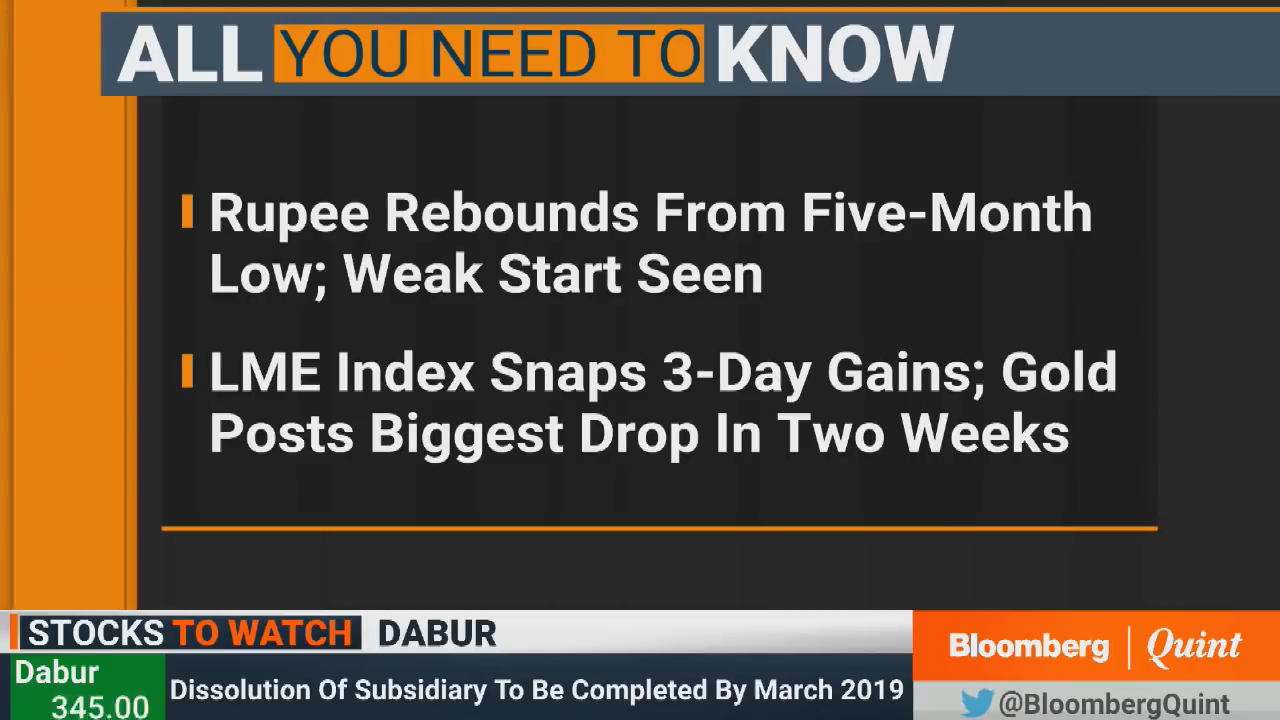 ALL YOU NEED TO KNOW
Rupee Rebounds From Five-Month
Low; Weak Start Seen
LME Index Snaps 3-Day Gains; Gold
Posts Biggest Drop In Two Weeks
STOCKS TO WATCH DABUR
Dabur
345.00
Dissolution Of Subsidiary To Be Completed By March 2019
Bloomberg | Quint
@BloombergQuint